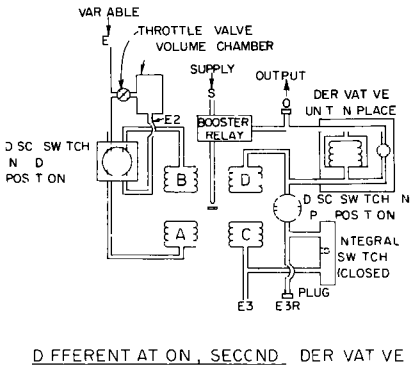 VAR ABLE
E
THROTTLE VALVE
VOLUME CHAMBER
SUPPLY
S
OUTPUT
O
DER VAT VE
UN T N PLACE
E2
BOOSTER
RELAY
D SC SW TCH
N D
POS T ON
B
D
D SC SW TCH N
P POS T ON
A
C
NTEGRAL
SW TCH
(CLOSED
PLUG
E3
E3R
D FFERENT AT ON, SECCND DER VAT VE